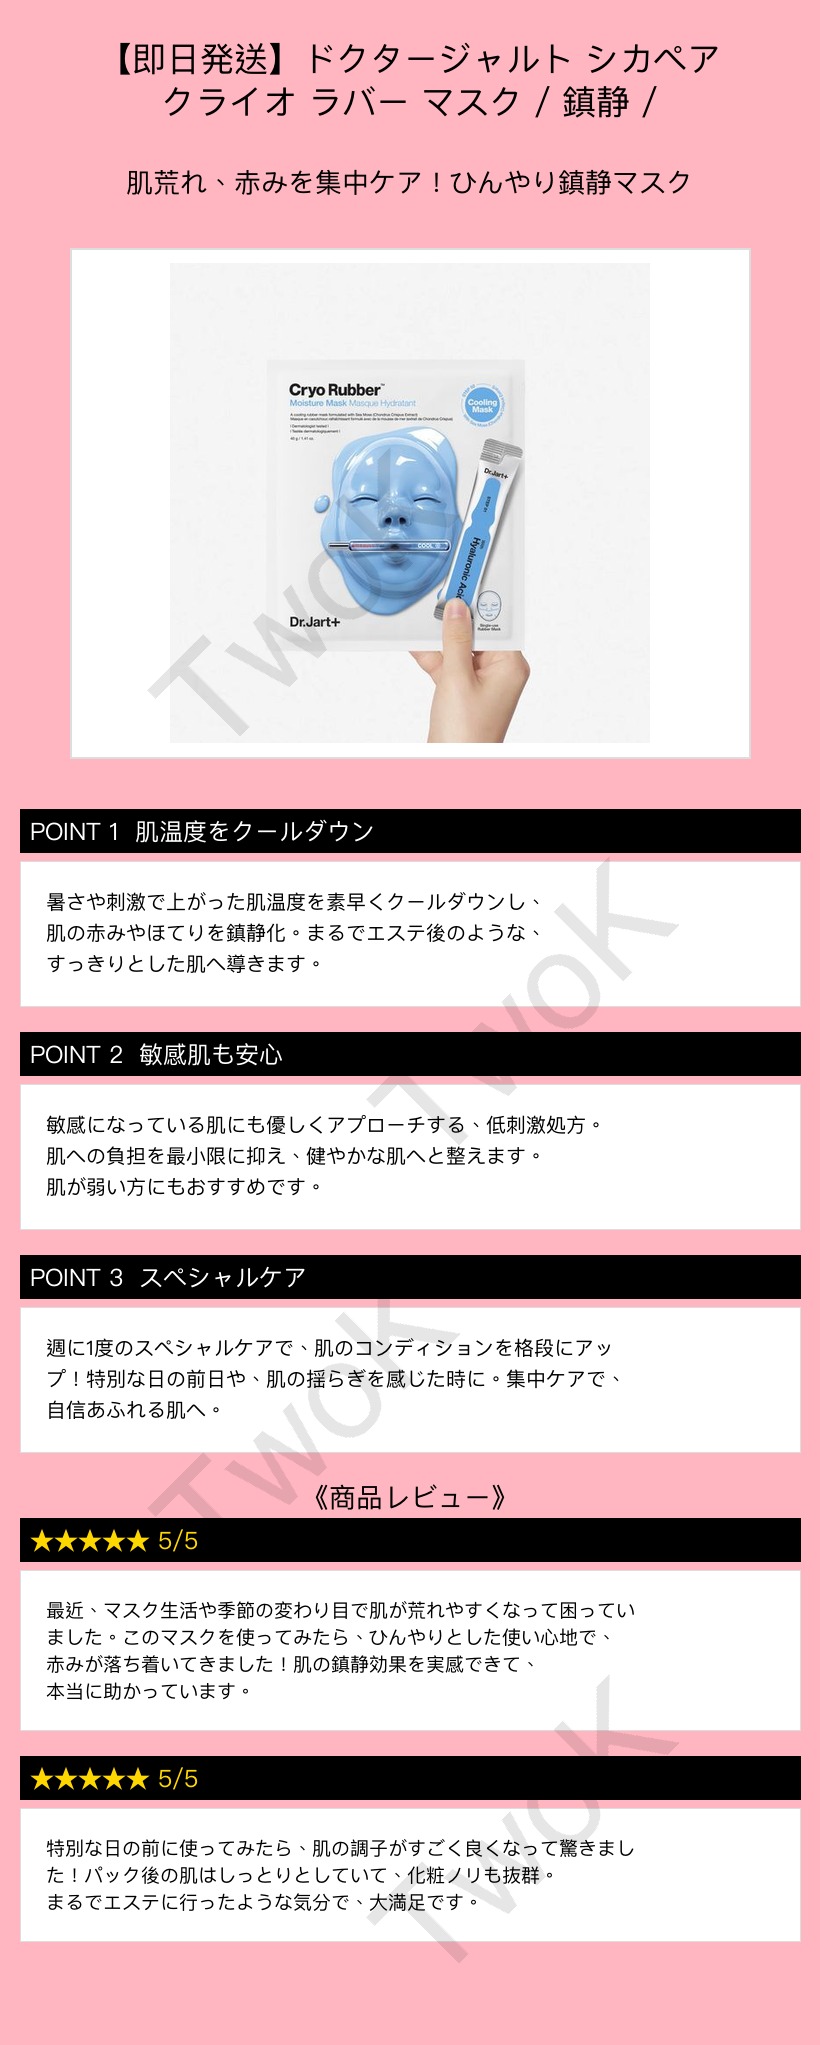 【即日発送】ドクタージャルト シカペア
クライオ ラバー マスク / 鎮静 /
肌荒れ、赤みを集中ケア！ひんやり鎮静マスク
Cryo Rubber™
Moisture Mask Masque Hydratant
A cooling rubber mask formulated with Sea Moss (Chondrus Crispus Extract)
Cooling
Mask
40 g / 1.41 oz.
Dr.Jart+
STEP 01
Hyaluronic Acid
COOL
Dr.Jart+
Single-use
Rubber Mask
TwoK
POINT 1 肌温度をクールダウン
暑さや刺激で上がった肌温度を素早くクールダウンし、
肌の赤みやほてりを鎮静化。まるでエステ後のような、
すっきりとした肌へ導きます。
TwoK
POINT 2 敏感肌も安心
敏感になっている肌にも優しくアプローチする、低刺激処方。
肌への負担を最小限に抑え、健やかな肌へと整えます。
肌が弱い方にもおすすめです。
POINT 3 スペシャルケア
週に1度のスペシャルケアで、肌のコンディションを格段にアッ
プ！特別な日の前日や、肌の揺らぎを感じた時に。集中ケアで、
自信あふれる肌へ。
TwoK
《商品レビュー》
★★★★★ 5/5
最近、マスク生活や季節の変わり目で肌が荒れやすくなって困ってい
ました。このマスクを使ってみたら、ひんやりとした使い心地で、
赤みが落ち着いてきました！肌の鎮静効果を実感できて、
本当に助かっています。
★★★★★ 5/5
特別な日の前に使ってみたら、肌の調子がすごく良くなって驚きまし
た！パック後の肌はしっとりとしていて、化粧ノリも抜群。
まるでエステに行ったような気分で、大満足です。
TwoK